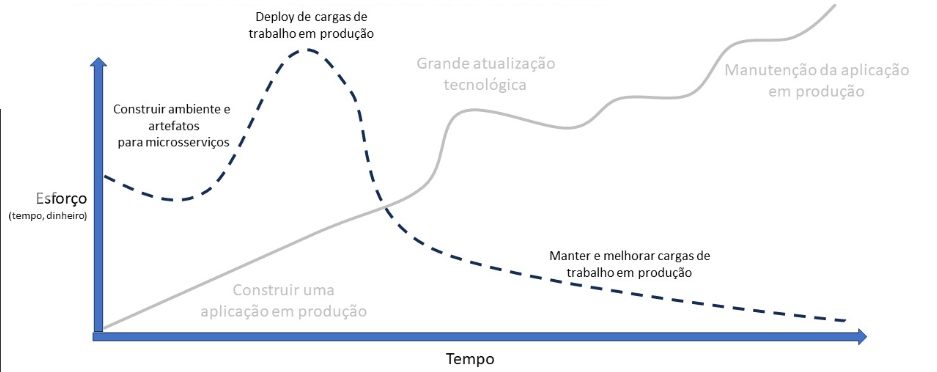 Deploy de cargas de
trabalho em produção
Grande atualização
tecnológica
Manutenção da aplicação
em produção
Construir ambiente e
artefatos
para microsserviços
Esforço
(tempo, dinheiro)
Manter e melhorar cargas de
trabalho em produção
Construir uma
aplicação em produção
Tempo